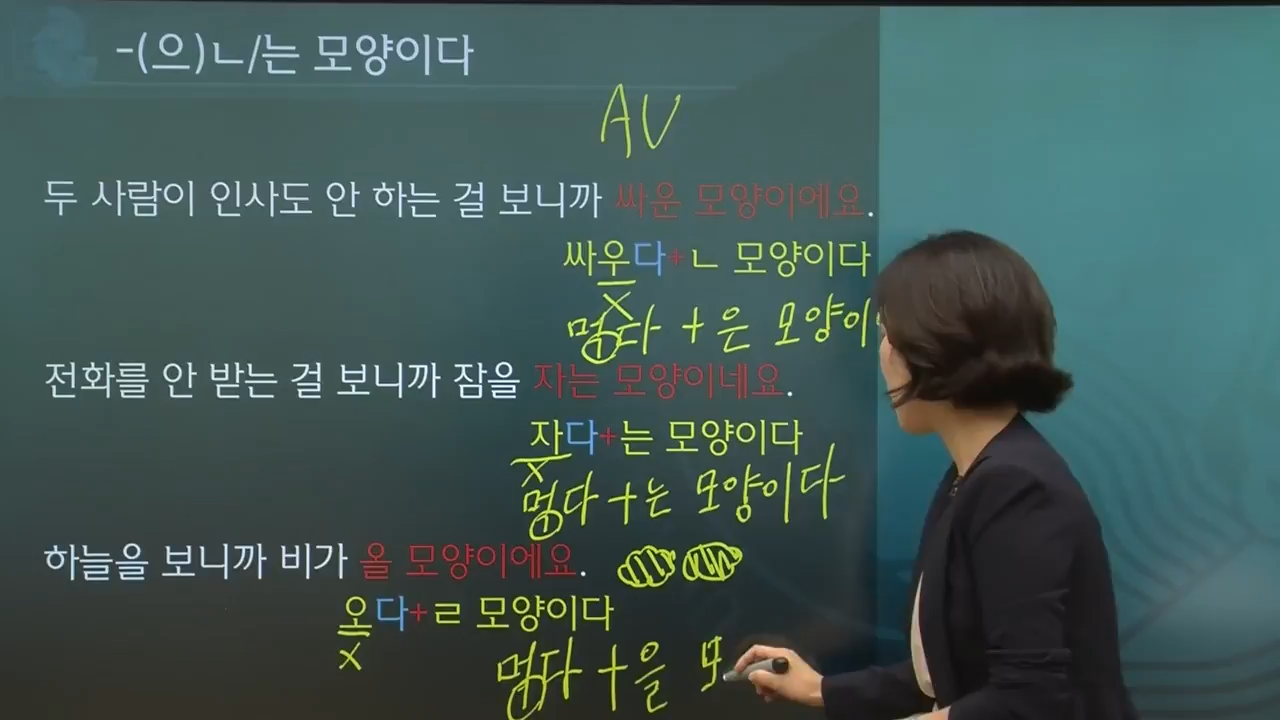 -(으)ㄴ/는 모양이다
AV
두 사람이 인사도 안 하는 걸 보니까 싸운 모양이에요.
싸우다+ㄴ 모양이다
X
먹다 + 은 모양이
전화를 안 받는 걸 보니까 잠을 자는 모양이네요.
자다+는 모양이다
X
먹다 + 는 모양이다
하늘을 보니까 비가 올 모양이에요.
오다+ㄹ 모양이다
X
먹다 + 을 모